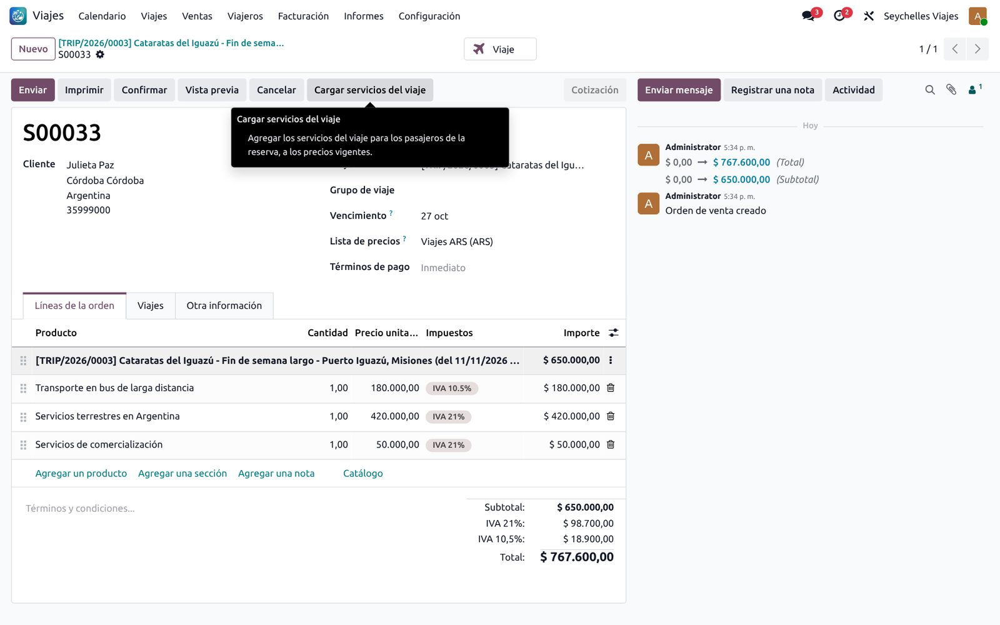 Viajes
Calendario
Viajes
Ventas
Viajeros
Facturación
Informes
Configuración
3
2
Seychelles Viajes
A
Nuevo
[TRIP/2026/0003] Cataratas del Iguazú - Fin de sema...
S00033
Viaje
1 / 1
Enviar
Imprimir
Confirmar
Vista previa
Cancelar
Cargar servicios del viaje
Cotización
Enviar mensaje
Registrar una nota
Actividad
1
Cargar servicios del viaje
Agregar los servicios del viaje para los pasajeros de la
reserva, a los precios vigentes.
S00033
Cliente
Julieta Paz
Córdoba Córdoba
Argentina
35999000
Cataratas del Igu...
Grupo de viaje
Vencimiento ?
27 oct
Lista de precios ?
Viajes ARS (ARS)
Términos de pago
Inmediato
Hoy
A
Administrator 5:34 p. m.
$ 0,00 → $ 767.600,00 (Total)
$ 0,00 → $ 650.000,00 (Subtotal)
A
Administrator 5:34 p. m.
Orden de venta creado
Líneas de la orden
Viajes
Otra información
Producto
Cantidad
Precio unita...
Impuestos
Importe
[TRIP/2026/0003] Cataratas del Iguazú - Fin de semana largo - Puerto Iguazú, Misiones (del 11/11/2026 ...
$ 650.000,00
Transporte en bus de larga distancia
1,00
180.000,00
IVA 10.5%
$ 180.000,00
Servicios terrestres en Argentina
1,00
420.000,00
IVA 21%
$ 420.000,00
Servicios de comercialización
1,00
50.000,00
IVA 21%
$ 50.000,00
Agregar un producto
Agregar una sección
Agregar una nota
Catálogo
Términos y condiciones...
Subtotal: $ 650.000,00
IVA 21%: $ 98.700,00
IVA 10,5%: $ 18.900,00
Total: $ 767.600,00